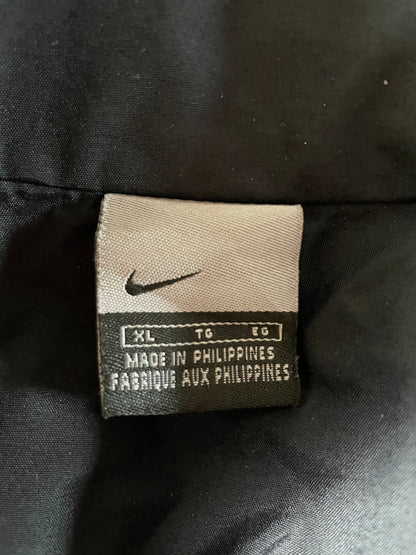 XL TG EG
MADE IN PHILIPPINES
FABRIQUE AUX PHILIPPINES